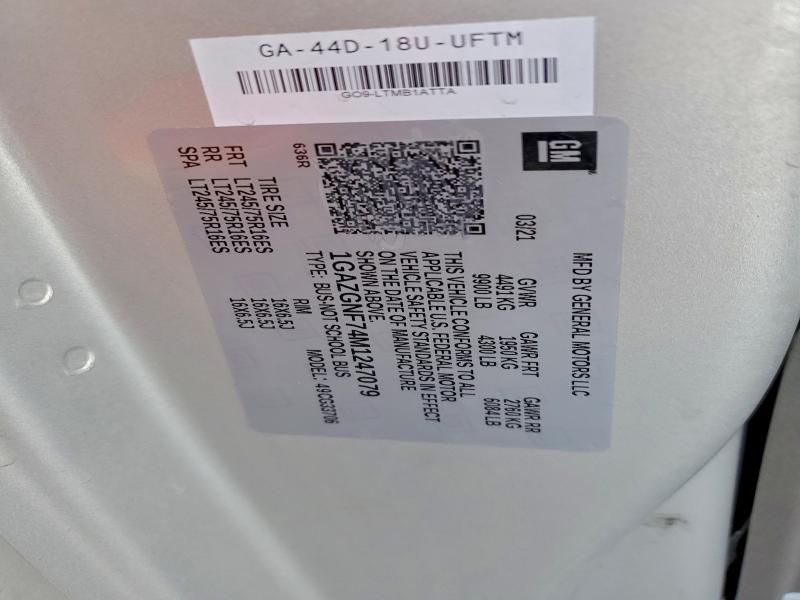 GA-44D-18U-UFTM
GO9-LTMB1ATTA
GM
MFD BY GENERAL MOTORS LLC
03/21 GVWR GAWR FRT GAWR RR
4491 KG 1950 KG 2760 KG
9900 LB 4300 LB 6084 LB
THIS VEHICLE CONFORMS TO ALL
APPLICABLE U.S. FEDERAL MOTOR
VEHICLE SAFETY STANDARDS IN EFFECT
ON THE DATE OF MANUFACTURE
SHOWN ABOVE
1GAZGNF74M1247079
TYPE: BUS-NOT SCHOOL BUS MODEL: 49CG33706
636R
TIRE SIZE RIM
FRT LT245/75R16ES 16X6.5J
RR LT245/75R16ES 16X6.5J
SPA LT245/75R16ES 16X6.5J